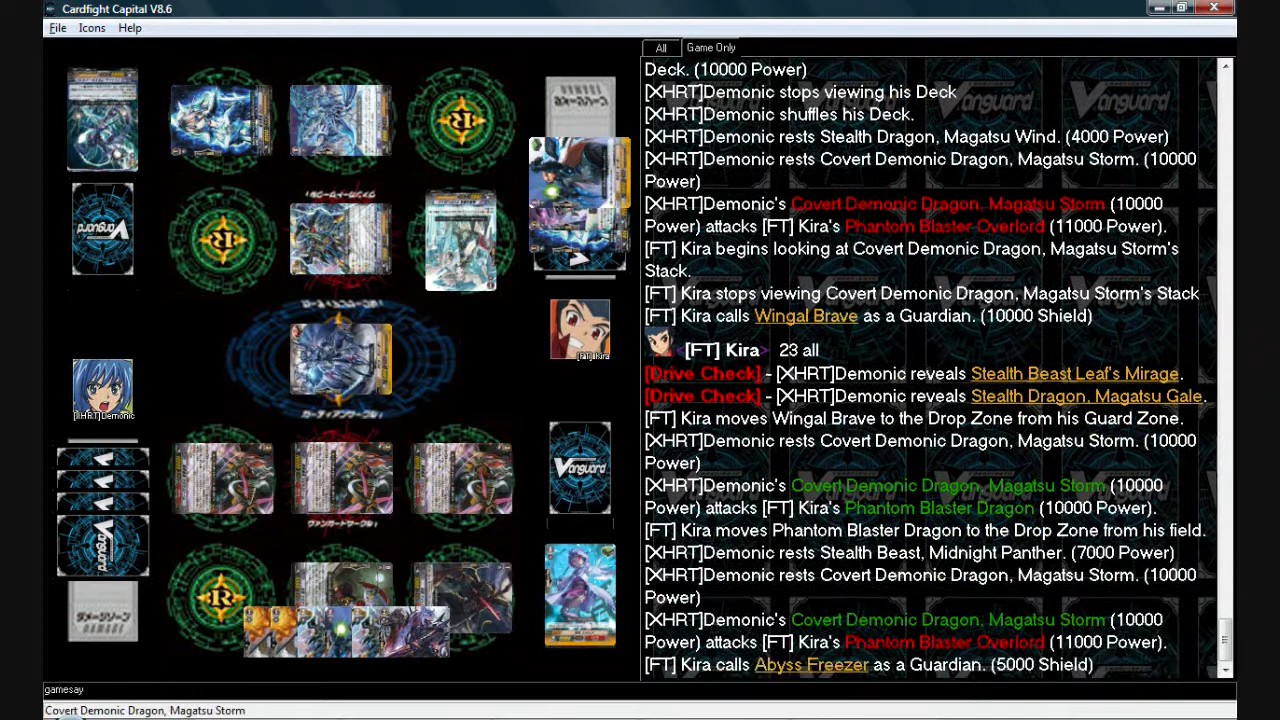 Cardfight Capital V8.6
File Icons Help
All Game Only
Deck. (10000 Power)
[XHRT]Demonic stops viewing his Deck
[XHRT]Demonic shuffles his Deck.
[XHRT]Demonic rests Stealth Dragon, Magatsu Wind. (4000 Power)
[XHRT]Demonic rests Covert Demonic Dragon, Magatsu Storm. (10000
Power)
[XHRT]Demonic's Covert Demonic Dragon, Magatsu Storm (10000
Power) attacks [FT] Kira's Phantom Blaster Overlord (11000 Power).
[FT] Kira begins looking at Covert Demonic Dragon, Magatsu Storm's
Stack.
[FT] Kira stops viewing Covert Demonic Dragon, Magatsu Storm's Stack
[FT] Kira calls Wingal Brave as a Guardian. (10000 Shield)
<[FT] Kira> 23 all
[Drive Check] - [XHRT]Demonic reveals Stealth Beast Leaf's Mirage.
[Drive Check] - [XHRT]Demonic reveals Stealth Dragon, Magatsu Gale.
[FT] Kira moves Wingal Brave to the Drop Zone from his Guard Zone.
[XHRT]Demonic rests Covert Demonic Dragon, Magatsu Storm. (10000
Power)
[XHRT]Demonic's Covert Demonic Dragon, Magatsu Storm (10000
Power) attacks [FT] Kira's Phantom Blaster Dragon (10000 Power).
[FT] Kira moves Phantom Blaster Dragon to the Drop Zone from his field.
[XHRT]Demonic rests Stealth Beast, Midnight Panther. (7000 Power)
[XHRT]Demonic rests Covert Demonic Dragon, Magatsu Storm. (10000
Power)
[XHRT]Demonic's Covert Demonic Dragon, Magatsu Storm (10000
Power) attacks [FT] Kira's Phantom Blaster Overlord (11000 Power).
[FT] Kira calls Abyss Freezer as a Guardian. (5000 Shield)
[FT] Kira
[XHRT]Demonic
Vanguard
gamesay
Covert Demonic Dragon, Magatsu Storm